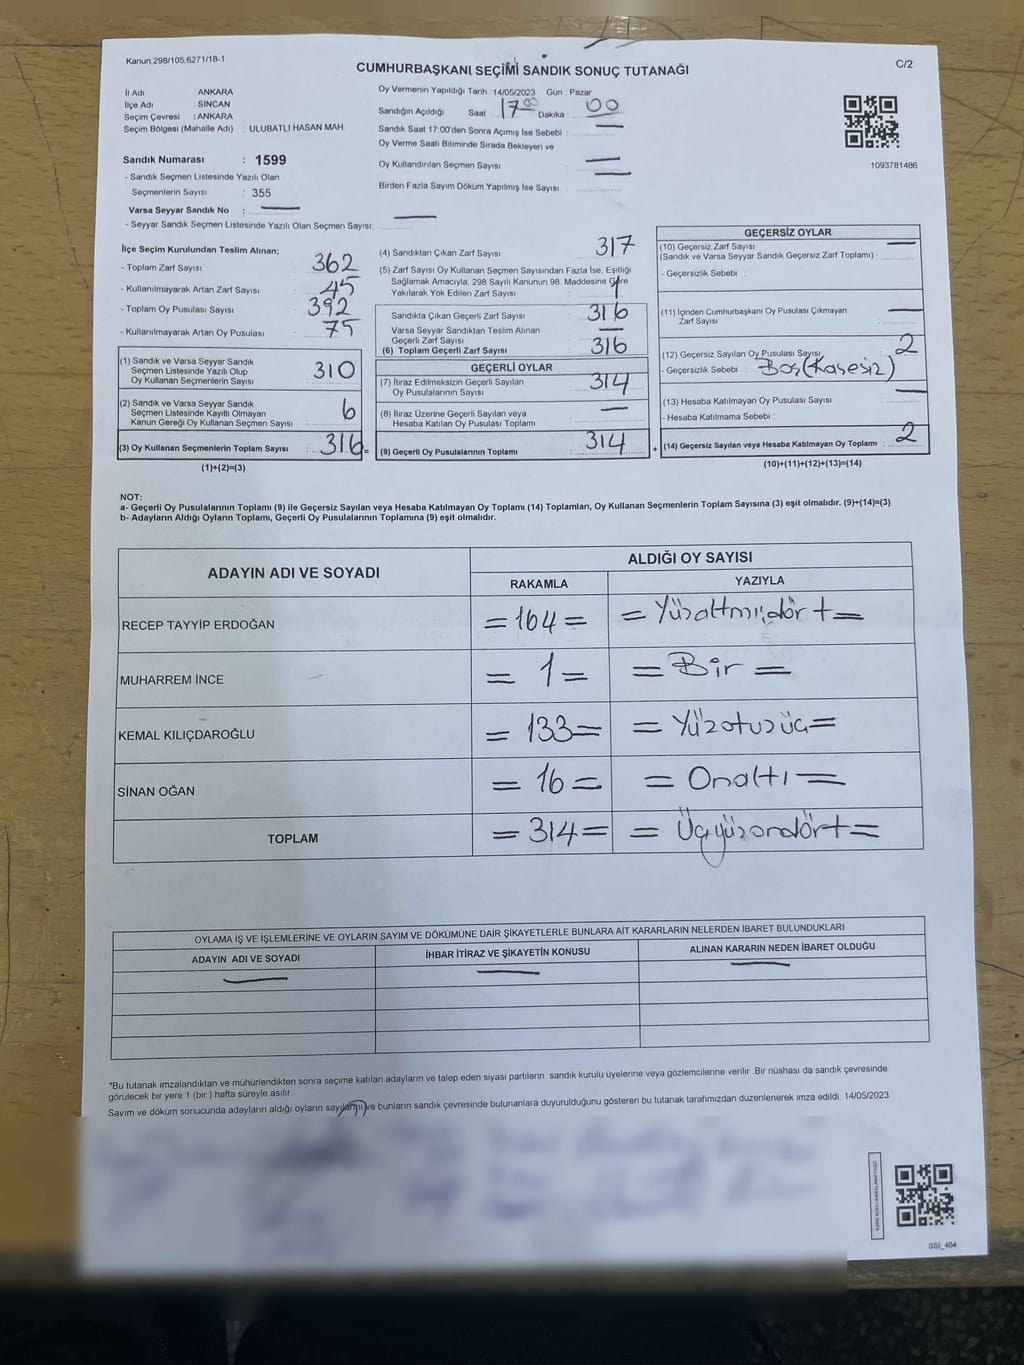 Kanun.298/105,6271/18-1
C/2
CUMHURBAŞKANI SEÇİMİ SANDIK SONUÇ TUTANAĞI
İl Adı ANKARA
İlçe Adı SİNCAN
Seçim Çevresi : ANKARA
Seçim Bölgesi (Mahalle Adı) : ULUBATLI HASAN MAH.
Sandık Numarası : 1599
- Sandık Seçmen Listesinde Yazılı Olan
Seçmenlerin Sayısı : 355
Varsa Seyyar Sandık No :
- Seyyar Sandık Seçmen Listesinde Yazılı Olan Seçmen Sayısı:
Oy Vermenin Yapıldığı Tarih 14/05/2023 Gün : Pazar
Sandığın Açıldığı Saat : 17.00 Dakika : 00
Sandık Saat 17:00'den Sonra Açımış İse Sebebi :
Oy Verme Saati Bitiminde Sırada Bekleyen ve
Oy Kullandırılan Seçmen Sayısı
Birden Fazla Sayım Döküm Yapılmış İse Sayısı
1093781486
İlçe Seçim Kurulundan Teslim Alınan;
- Toplam Zarf Sayısı : 362
- Kullanılmayarak Artan Zarf Sayısı : 45
- Toplam Oy Pusulası Sayısı : 392
- Kullanılmayarak Artan Oy Pusulası : 75
(1) Sandık ve Varsa Seyyar Sandık
Seçmen Listesinde Yazılı Olup
Oy Kullanan Seçmenlerin Sayısı 310
(2) Sandık ve Varsa Seyyar Sandık
Seçmen Listesinde Kayıtlı Olmayan
Kanun Gereği Oy Kullanan Seçmen Sayısı 6
(3) Oy Kullanan Seçmenlerin Toplam Sayısı : 316 =
(1)+(2)=(3)
(4) Sandıktan Çıkan Zarf Sayısı : 317
(5) Zarf Sayısı Oy Kullanan Seçmen Sayısından Fazla İse, Eşitliği
Sağlamak Amacıyla, 298 Sayılı Kanunun 98. Maddesine Göre
Yakılarak Yok Edilen Zarf Sayısı : 1
Sandıkta Çıkan Geçerli Zarf Sayısı : 316
Varsa Seyyar Sandıktan Teslim Alınan
Geçerli Zarf Sayısı
(6) Toplam Geçerli Zarf Sayısı : 316
GEÇERLİ OYLAR
(7) İtiraz Edilmeksizin Geçerli Sayılan
Oy Pusulalarının Sayısı : 314
(8) İtiraz Üzerine Geçerli Sayılan veya
Hesaba Katılan Oy Pusulası Toplamı
(9) Geçerli Oy Pusulalarının Toplamı : 314 +
GEÇERSİZ OYLAR
(10) Geçersiz Zarf Sayısı
(Sandık ve Varsa Seyyar Sandık Geçersiz Zarf Toplamı)
- Geçersizlik Sebebi :
(11) İçinden Cumhurbaşkanı Oy Pusulası Çıkmayan
Zarf Sayısı
(12) Geçersiz Sayılan Oy Pusulası Sayısı 2
- Geçersizlik Sebebi : Boş (Kaşesiz)
(13) Hesaba Katılmayan Oy Pusulası Sayısı
- Hesaba Katılmama Sebebi :
(14) Geçersiz Sayılan veya Hesaba Katılmayan Oy Toplamı : 2
(10)+(11)+(12)+(13)=(14)
NOT:
a- Geçerli Oy Pusulalarının Toplamı (9) ile Geçersiz Sayılan veya Hesaba Katılmayan Oy Toplamı (14) Toplamları, Oy Kullanan Seçmenlerin Toplam Sayısına (3) eşit olmalıdır. (9)+(14)=(3)
b- Adayların Aldığı Oyların Toplamı, Geçerli Oy Pusulalarının Toplamına (9) eşit olmalıdır.
ADAYIN ADI VE SOYADI
ALDIĞI OY SAYISI
RAKAMLA YAZIYLA
RECEP TAYYİP ERDOĞAN =164= =Yüzaltmışdört=
MUHARREM İNCE =1= =Bir=
KEMAL KILIÇDAROĞLU =133= =Yüzotuzüç=
SİNAN OĞAN =16= =Onaltı=
TOPLAM =314= =Üçyüzondört=
OYLAMA İŞ VE İŞLEMLERİNE VE OYLARIN SAYIM VE DÖKÜMÜNE DAİR ŞİKAYETLERLE BUNLARA AİT KARARLARIN NELERDEN İBARET BULUNDUKLARI
ADAYIN ADI VE SOYADI İHBAR İTİRAZ VE ŞİKAYETİN KONUSU ALINAN KARARIN NEDEN İBARET OLDUĞU
*Bu tutanak imzalandıktan ve mühürlendikten sonra seçime katılan adayların ve talep eden siyasi partilerin sandık kurulu üyelerine veya gözlemcilerine verilir. Bir nüshası da sandık çevresinde
görülecek bir yere 1 (bir) hafta süreyle asılır.
Sayım ve döküm sonucunda adayların aldığı oyların sayılarını ve bunların sandık çevresinde bulunanlara duyurulduğunu gösteren bu tutanak tarafımızdan düzenlenerek imza edildi. 14/05/2023
SSI_404